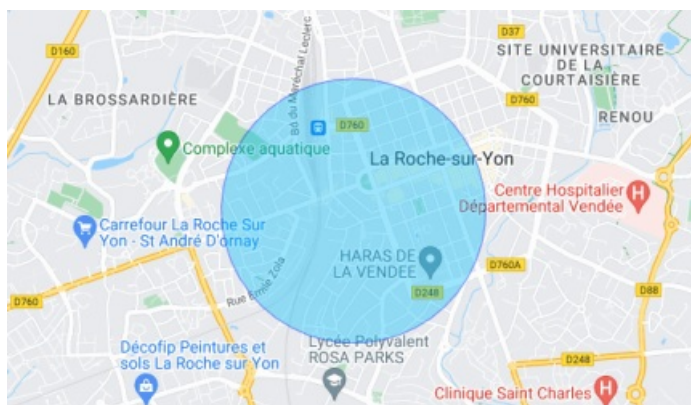 D160
D37
SITE UNIVERSITAIRE
DE LA
COURTAISIÈRE
Bd du Maréchal Leclerc
LA BROSSARDIÈRE
D760
D760
RENOU
Complexe aquatique
La Roche-sur-Yon
Centre Hospitalier
Départemental Vendée
Carrefour La Roche Sur
Yon - St André D'ornay
HARAS DE
LA VENDEE
D760A
Rue Émile Zola
D248
D88
D760
Lycée Polyvalent
ROSA PARKS
Décofip Peintures et
sols La Roche sur Yon
D248
Clinique Saint Charles